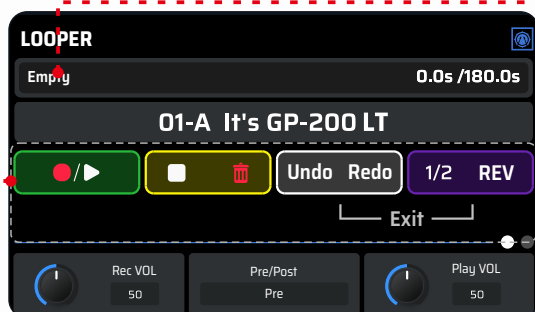 LOOPER
Empty 0.0s /180.0s
01-A It's GP-200 LT
/ Undo Redo 1/2 REV
Exit
Rec VOL Pre/Post Play VOL
50 Pre 50